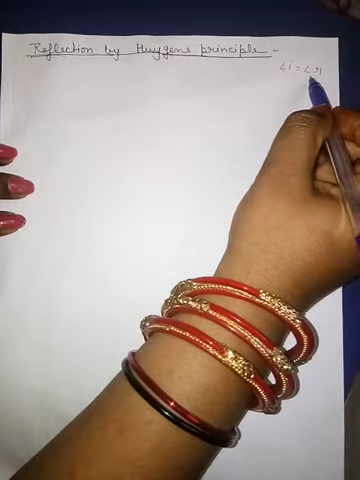 Reflection by Huygens principle -
∠i = ∠r